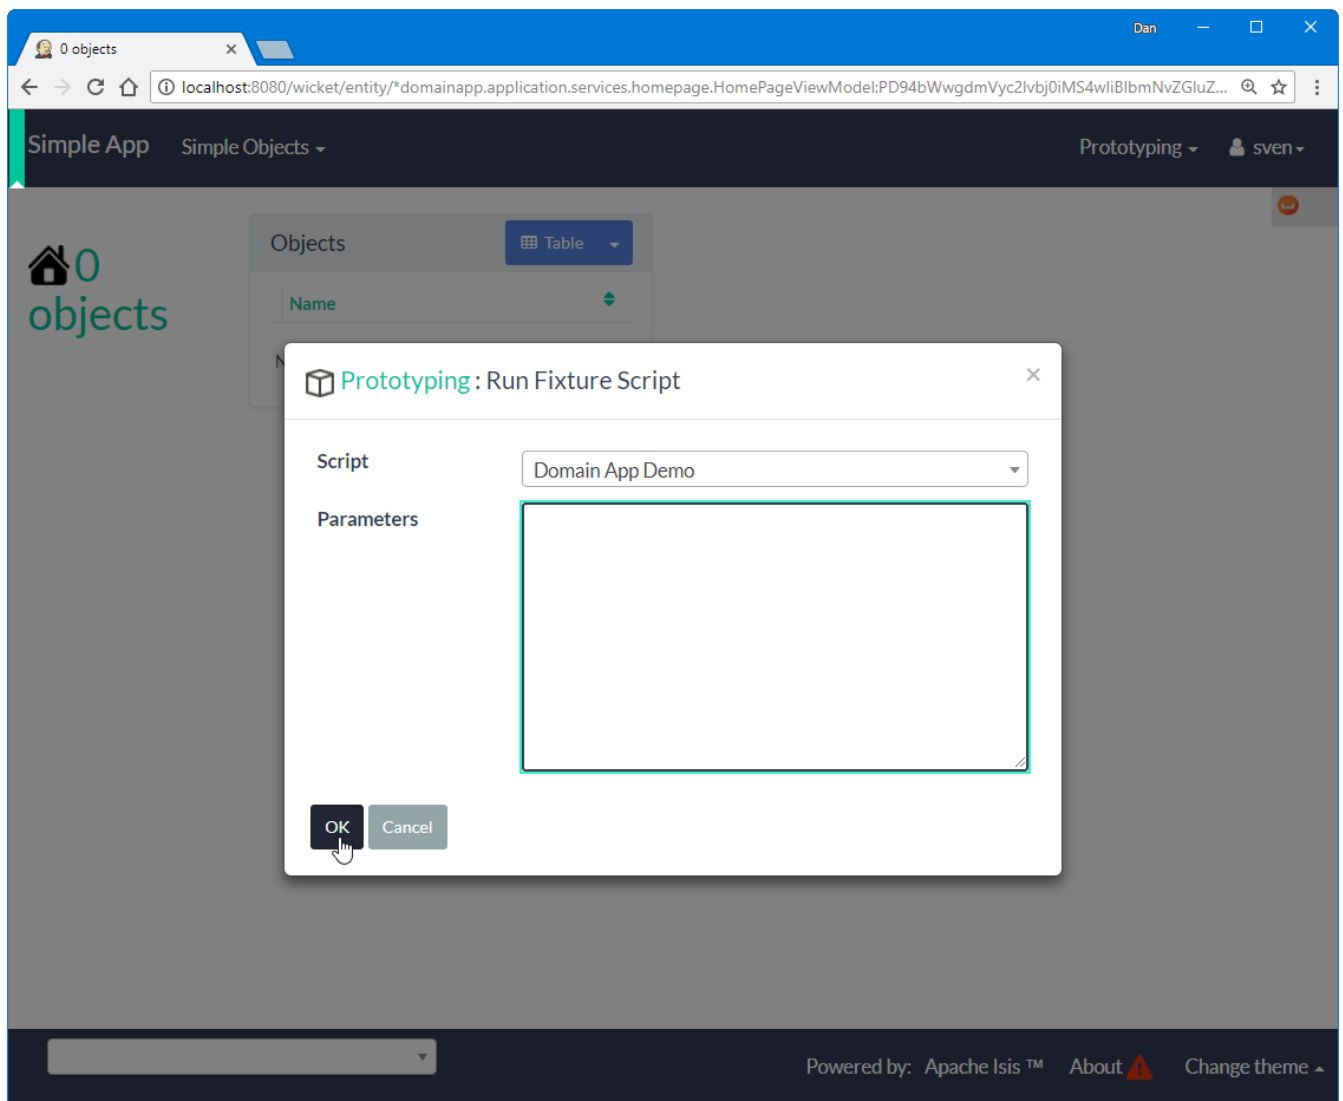 Dan
0 objects
localhost:8080/wicket/entity/*domainapp.application.services.homepage.HomePageViewModel:PD94bWwgdmVyc2lvbj0iMS4wIiBlbmNvZGluZ...
Simple App Simple Objects Prototyping sven
0
objects
Objects Table
Name
N
Prototyping : Run Fixture Script
Script Domain App Demo
Parameters
OK Cancel
Powered by: Apache Isis ™ About Change theme